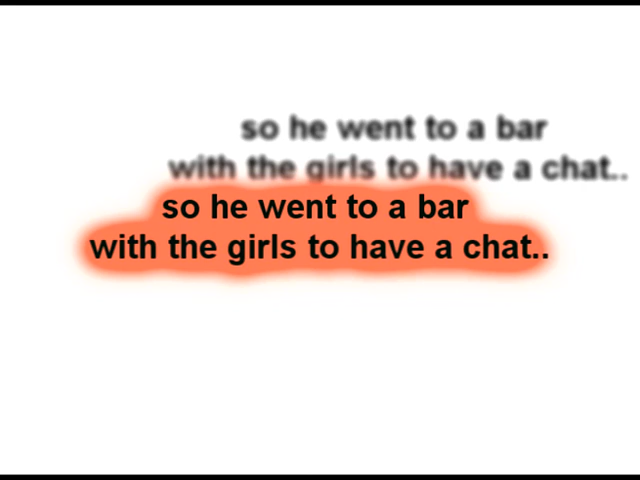 so he went to a bar
with the girls to have a chat..
so he went to a bar
with the girls to have a chat..